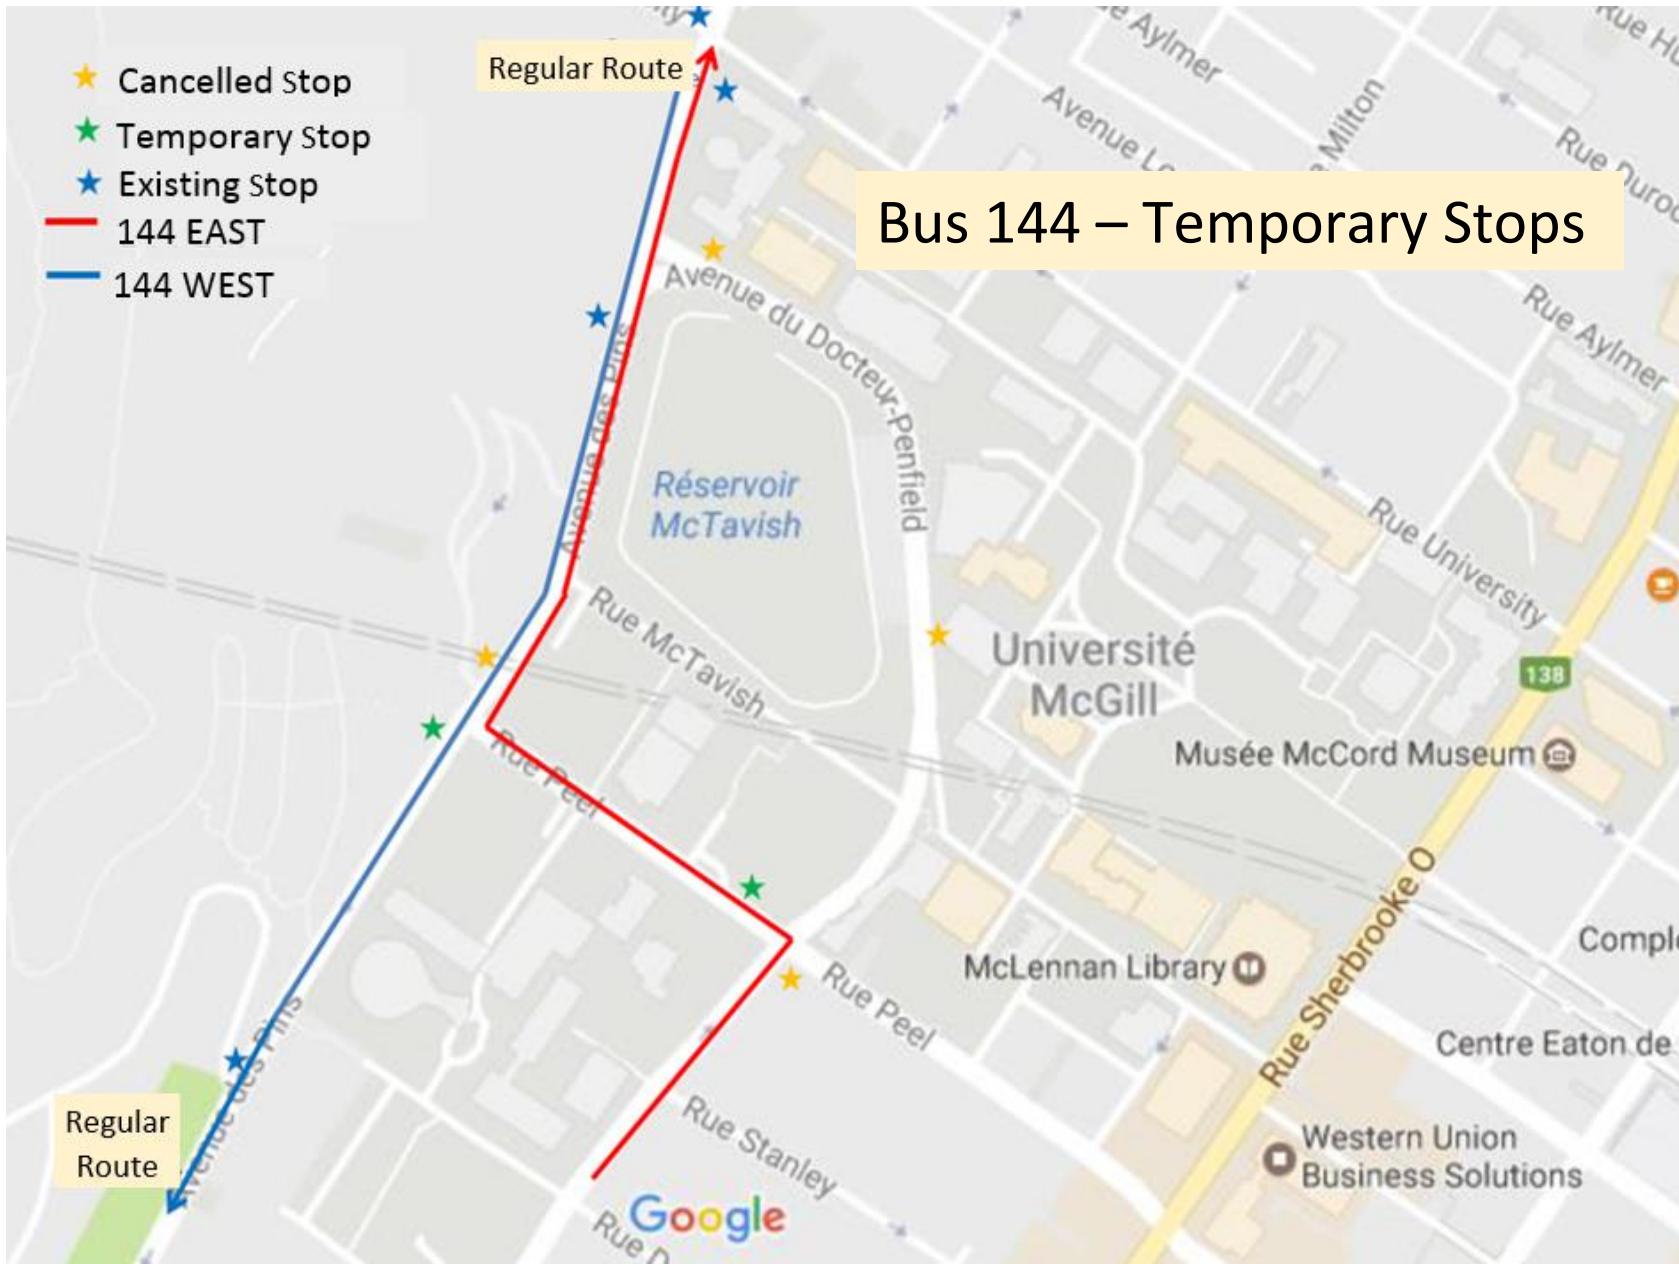 Regular Route
Cancelled Stop
Temporary Stop
Existing Stop
144 EAST
144 WEST
Bus 144 – Temporary Stops
Rue Aylmer
Avenue
Milton
Rue
Rue Aylmer
Avenue du Docteur-Penfield
Avenue des Pins
Réservoir
McTavish
Rue University
Rue McTavish
Université
McGill
138
Musée McCord Museum
Rue Peel
Rue Sherbrooke O
McLennan Library
Rue Peel
Centre Eaton de
Avenue des Pins
Regular
Route
Rue Stanley
Western Union
Business Solutions
Google
Rue